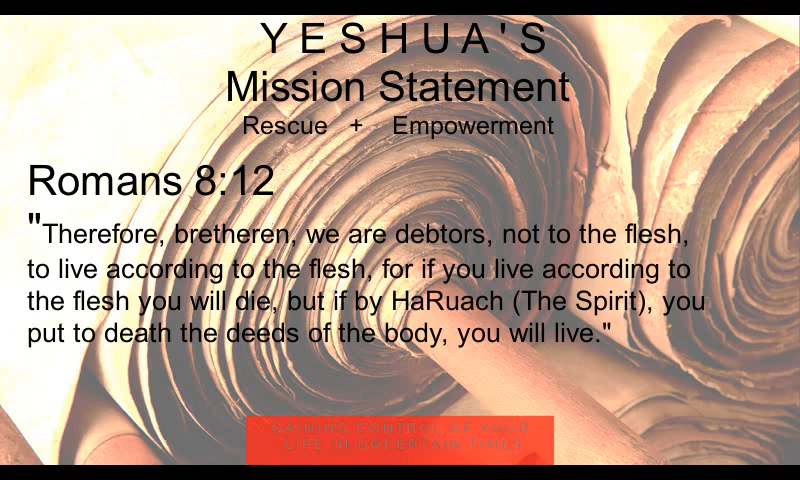 Y E S H U A ' S
Mission Statement
Rescue + Empowerment
Romans 8:12
"Therefore, bretheren, we are debtors, not to the flesh,
to live according to the flesh, for if you live according to
the flesh you will die, but if by HaRuach (The Spirit), you
put to death the deeds of the body, you will live."
GAINING CONTROL OF YOUR
LIFE IN UNCERTAIN TIMES